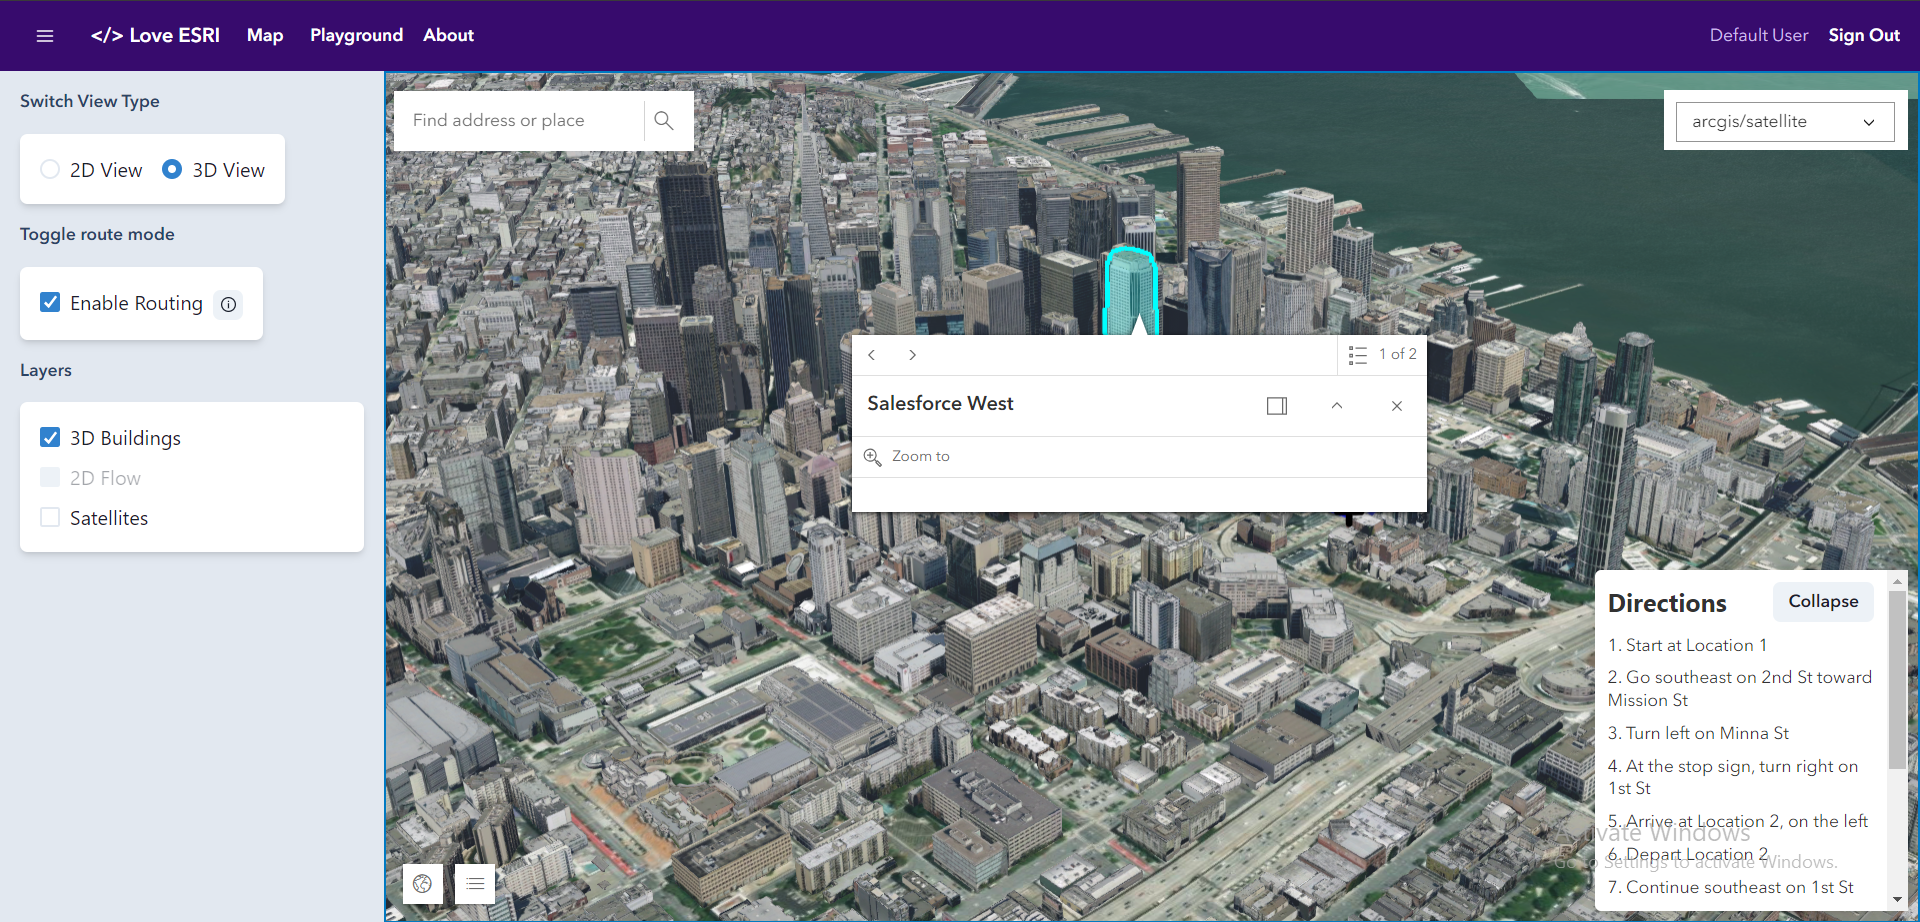 </> Love ESRI Map Playground About Default User Sign Out
Switch View Type
2D View 3D View
Toggle route mode
Enable Routing
Layers
3D Buildings
2D Flow
Satellites
Find address or place
arcgis/satellite
1 of 2
Salesforce West
Zoom to
Directions Collapse
1. Start at Location 1
2. Go southeast on 2nd St toward
Mission St
3. Turn left on Minna St
4. At the stop sign, turn right on
1st St
5. Arrive at Location 2, on the left
6. Depart Location 2
7. Continue southeast on 1st St
Activate Windows
Go to Settings to activate Windows.